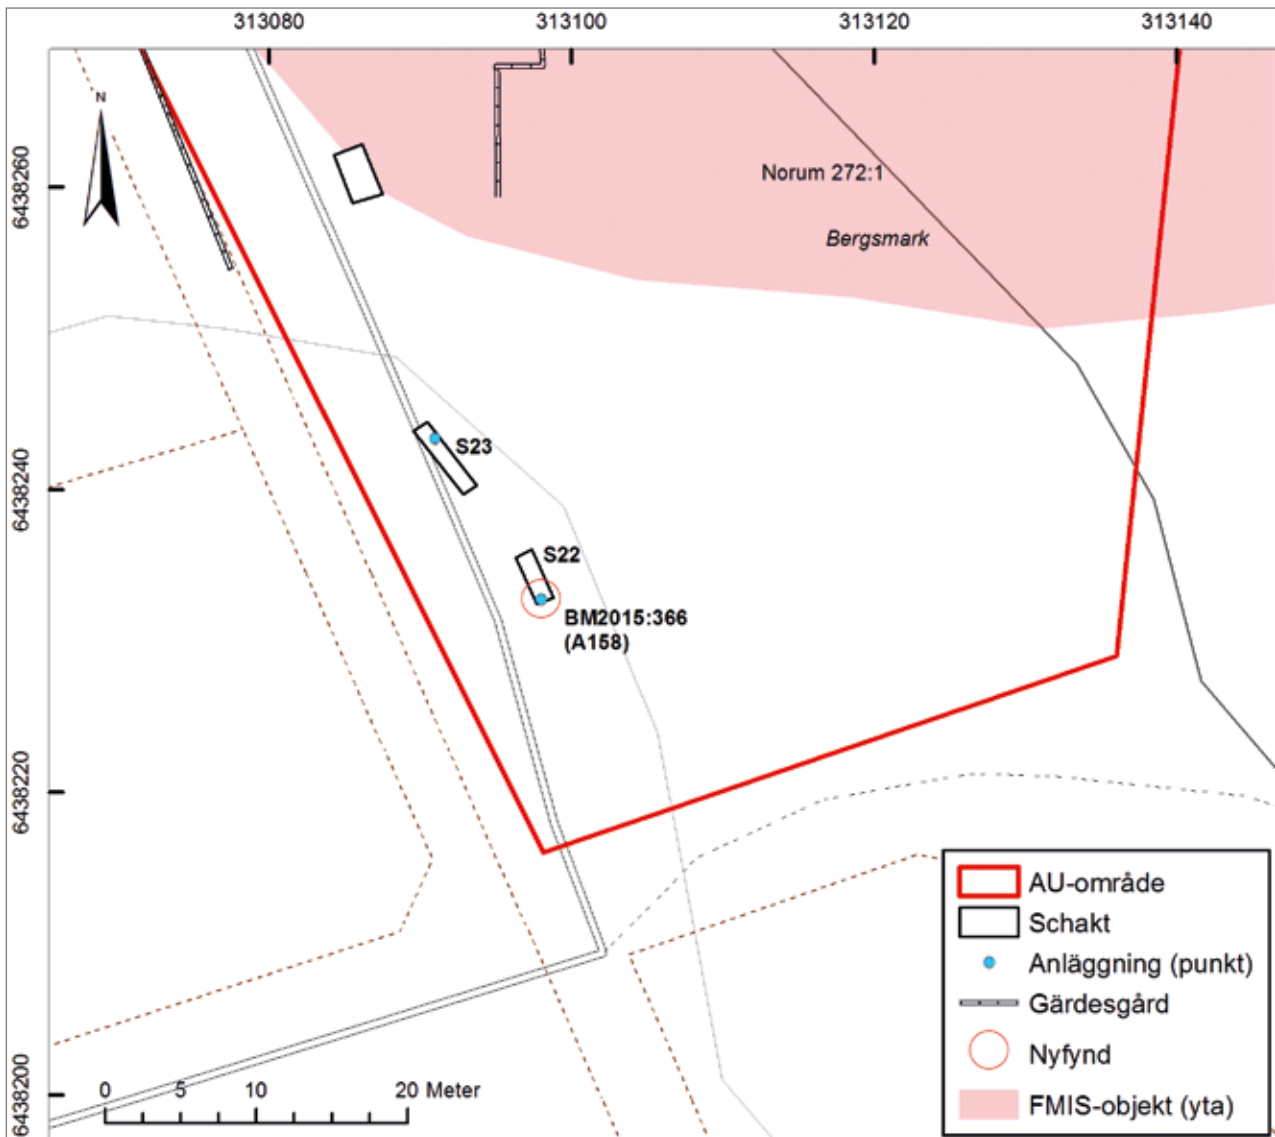 313080
313100
313120
313140
N
6438260
6438240
6438220
6438200
Norum 272:1
Bergsmark
S23
S22
BM2015:366
(A158)
0 5 10 20 Meter
AU-område
Schakt
Anläggning (punkt)
Gärdesgård
Nyfynd
FMIS-objekt (yta)